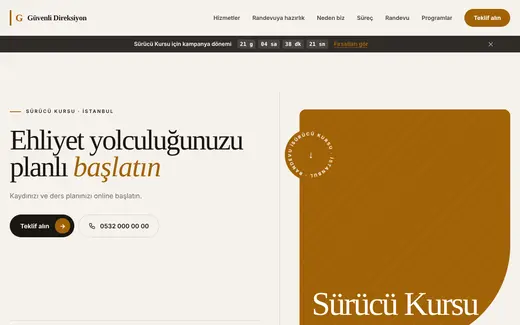 G Güvenli Direksiyon
Hizmetler Randevuya hazırlık Neden biz Süreç Randevu Programlar Teklif alın
Sürücü Kursu için kampanya dönemi 21 g 04 sa 38 dk 21 sn Fırsatları gör
SÜRÜCÜ KURSU · İSTANBUL
Ehliyet yolculuğunuzu
planlı başlatın
Kaydınızı ve ders planınızı online başlatın.
Teklif alın
0532 000 00 00
SÜRÜCÜ KURSU · İSTANBUL · RANDEVU
Sürücü Kursu